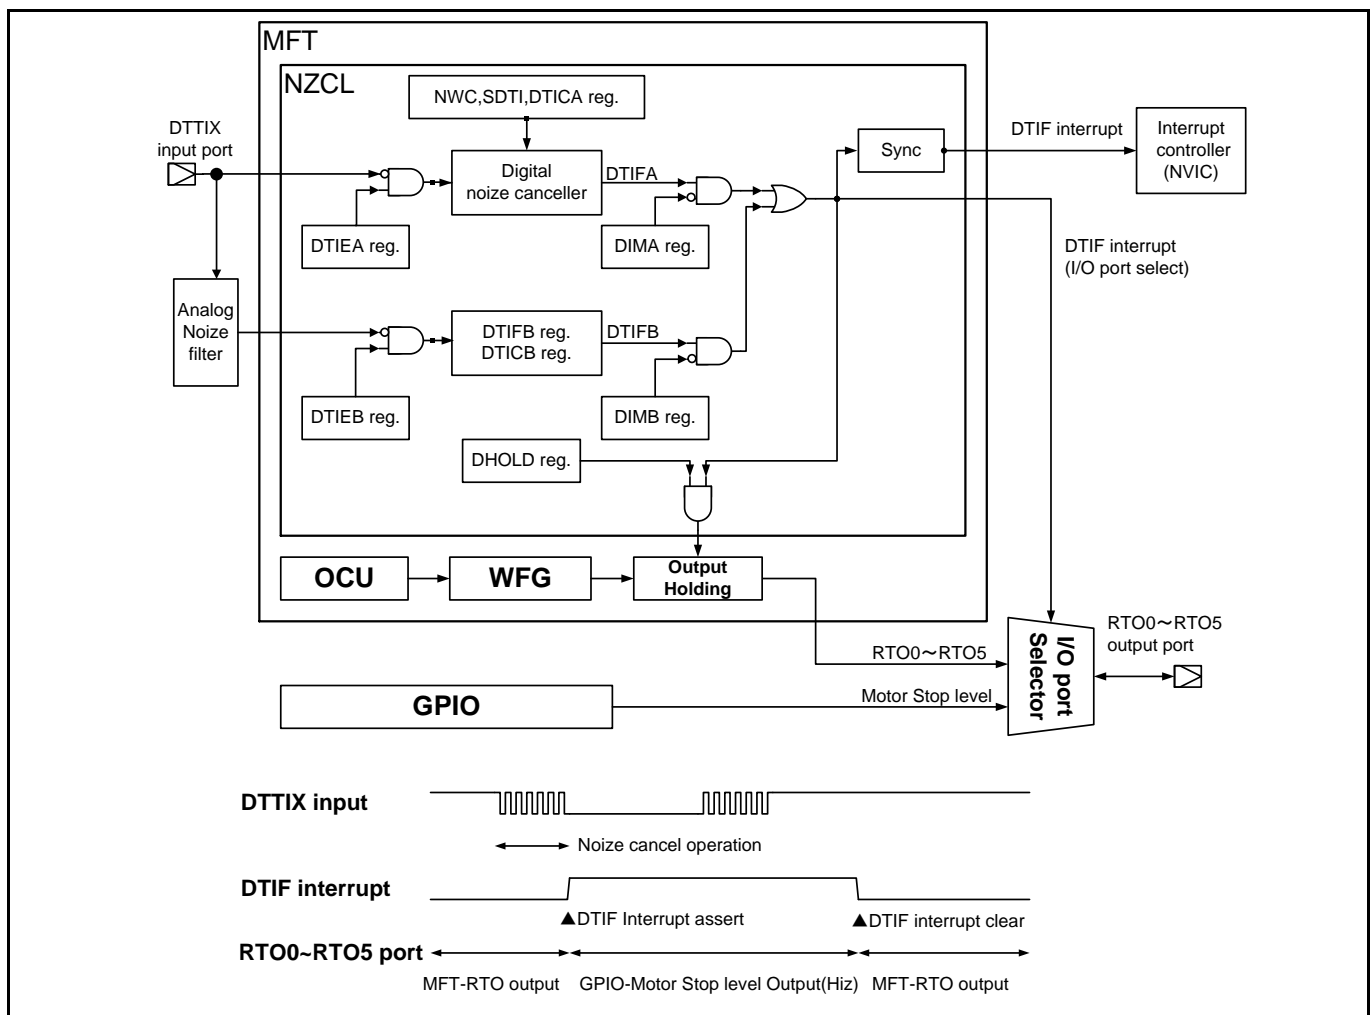 MFT
NZCL
NWC,SDTI,DTICA reg.
DTTIX
input port
Digital
noize canceller
DTIFA
Sync
DTIF interrupt
Interrupt
controller
(NVIC)
DTIEA reg.
DIMA reg.
DTIF interrupt
(I/O port select)
Analog
Noize
filter
DTIFB reg.
DTICB reg.
DTIFB
DTIEB reg.
DIMB reg.
DHOLD reg.
OCU
WFG
Output
Holding
RTO0～RTO5
I/O port
Selector
RTO0～RTO5
output port
GPIO
Motor Stop level
DTTIX input
Noize cancel operation
DTIF interrupt
▲DTIF Interrupt assert
▲DTIF interrupt clear
RTO0~RTO5 port
MFT-RTO output
GPIO-Motor Stop level Output(Hiz)
MFT-RTO output